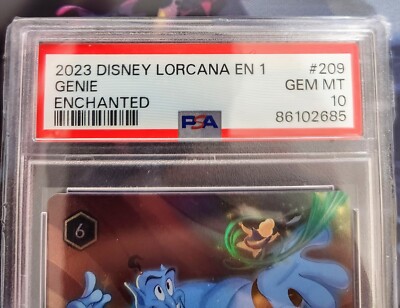 2023 DISNEY LORCANA EN 1 #209
GENIE GEM MT
ENCHANTED 10
PSA 86102685
6